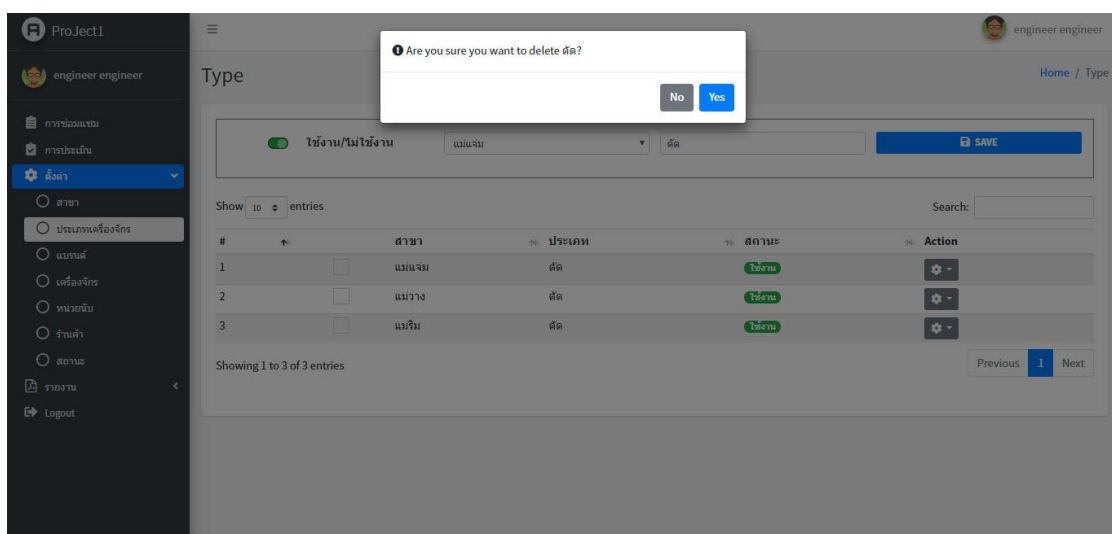 ProJect1
engineer engineer
Are you sure you want to delete ตัด?
No Yes
engineer engineer
Type
Home / Type
การซ่อมแซม
การประเมิน
ตั้งค่า
สาขา
ประเภทเครื่องจักร
แบรนด์
เครื่องจักร
หน่วยนับ
ร้านค้า
สถานะ
รายงาน
Logout
ใช้งาน/ไม่ใช้งาน แม่แจ่ม ตัด SAVE
Show 10 entries Search:
# สาขา ประเภท สถานะ Action
1 แม่แจ่ม ตัด ใช้งาน
2 แม่วาง ตัด ใช้งาน
3 แมริม ตัด ใช้งาน
Showing 1 to 3 of 3 entries Previous 1 Next